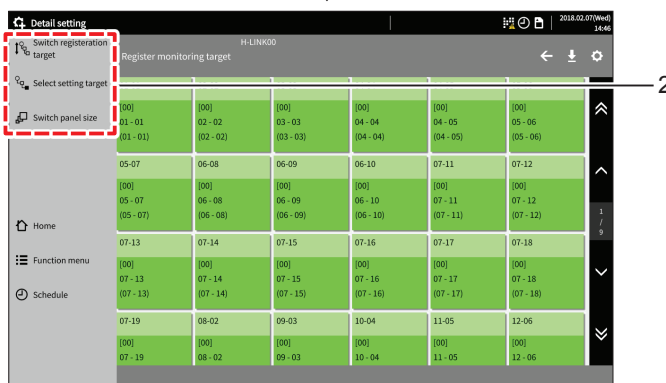 Detail setting
2018.02.07(Wed)
14:46
Switch registeration
target
Select setting target
Switch panel size
Home
Function menu
Schedule
H-LINK00
Register monitoring target
2
[00] [00] [00] [00] [00] [00]
01 - 01 02 - 02 03 - 03 04 - 04 04 - 05 05 - 06
(01 - 01) (02 - 02) (03 - 03) (04 - 04) (04 - 05) (05 - 06)
05-07 06-08 06-09 06-10 07-11 07-12
[00] [00] [00] [00] [00] [00]
05 - 07 06 - 08 06 - 09 06 - 10 07 - 11 07 - 12
(05 - 07) (06 - 08) (06 - 09) (06 - 10) (07 - 11) (07 - 12)
07-13 07-14 07-15 07-16 07-17 07-18
[00] [00] [00] [00] [00] [00]
07 - 13 07 - 14 07 - 15 07 - 16 07 - 17 07 - 18
(07 - 13) (07 - 14) (07 - 15) (07 - 16) (07 - 17) (07 - 18)
07-19 08-02 09-03 10-04 11-05 12-06
[00] [00] [00] [00] [00] [00]
07 - 19 08 - 02 09 - 03 10 - 04 11 - 05 12 - 06
1
/
9